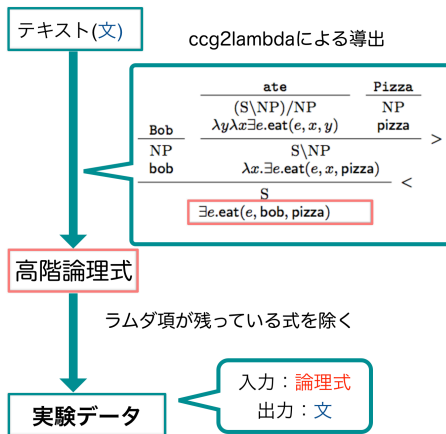 テキスト(文)
ccg2lambdaによる導出
ate Pizza
(S\NP)/NP NP
Bob λyλx∃e.eat(e, x, y) pizza
NP S\NP >
bob λx.∃e.eat(e, x, pizza)
S <
∃e.eat(e, bob, pizza)
高階論理式
ラムダ項が残っている式を除く
実験データ
入力：論理式
出力：文